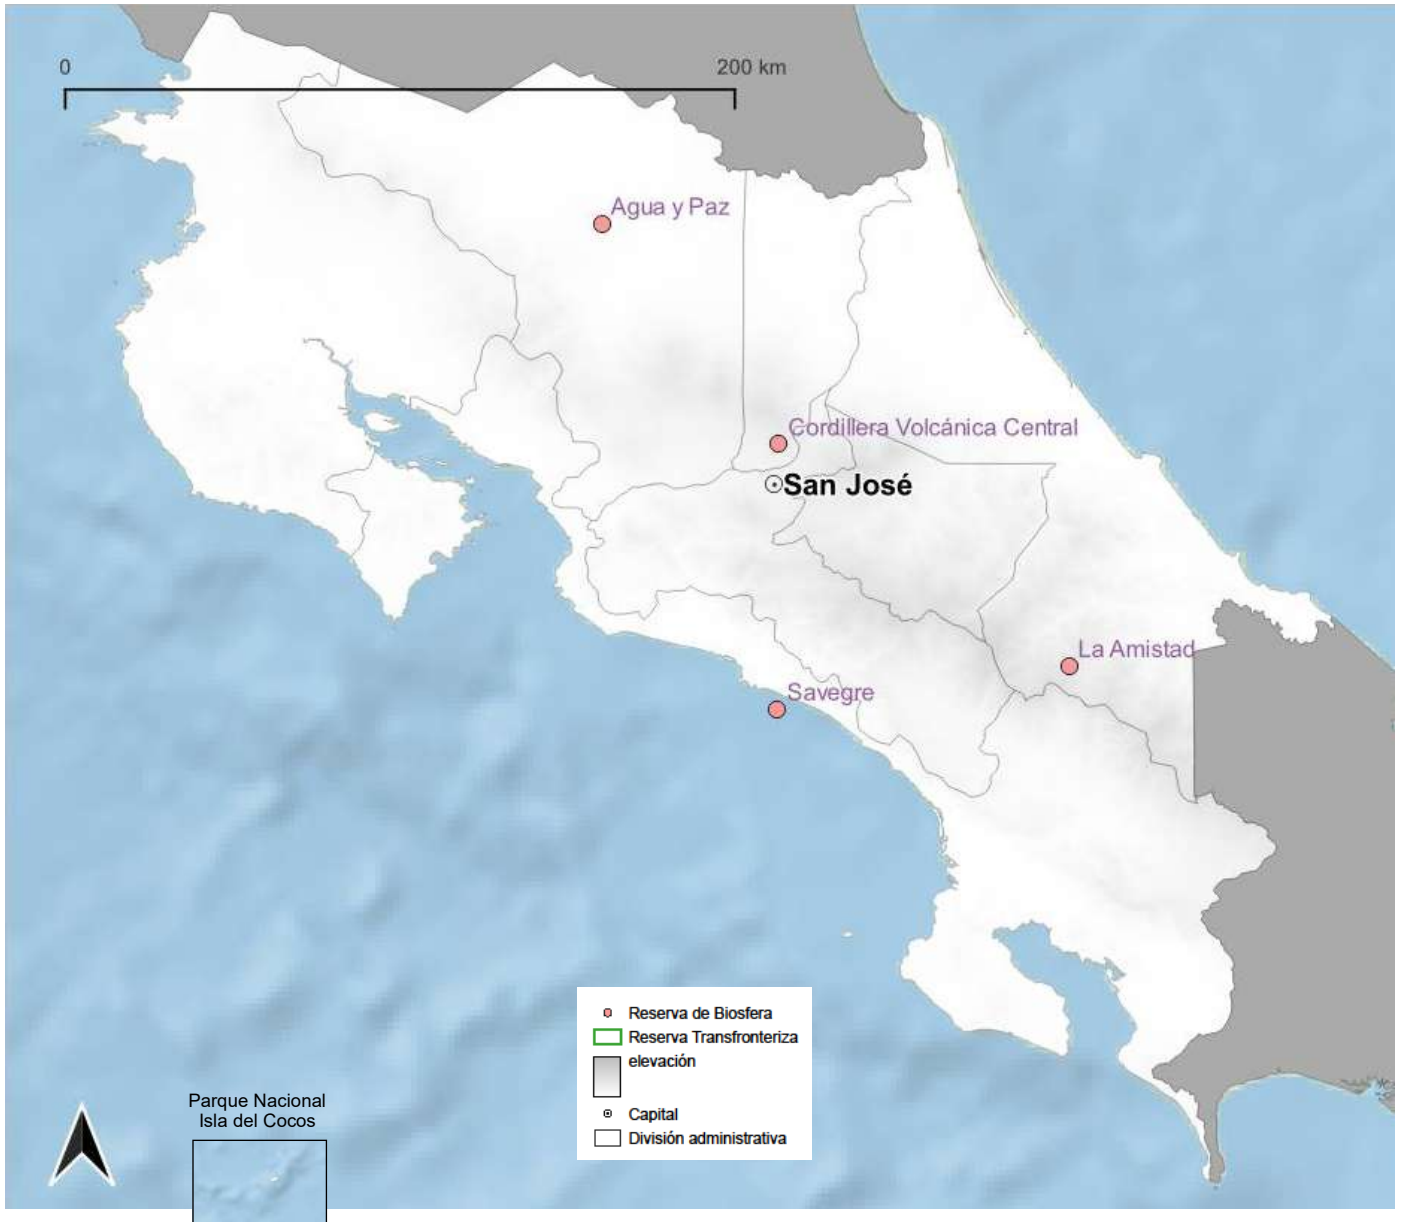 0
200 km
Agua y Paz
Cordillera Volcánica Central
San José
La Amistad
Savegre
Reserva de Biosfera
Reserva Transfronteriza
elevación
Capital
División administrativa
Parque Nacional
Isla del Cocos